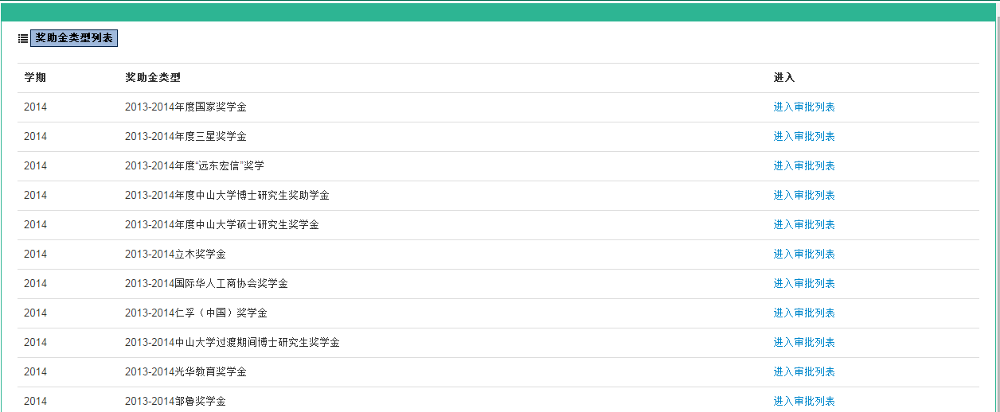 奖助金类型列表
学期 奖助金类型 进入
2014 2013-2014年度国家奖学金 进入审批列表
2014 2013-2014年度三星奖学金 进入审批列表
2014 2013-2014年度“远东宏信”奖学 进入审批列表
2014 2013-2014年度中山大学博士研究生奖助学金 进入审批列表
2014 2013-2014年度中山大学硕士研究生奖学金 进入审批列表
2014 2013-2014立木奖学金 进入审批列表
2014 2013-2014国际华人工商协会奖学金 进入审批列表
2014 2013-2014仁孚（中国）奖学金 进入审批列表
2014 2013-2014中山大学过渡期间博士研究生奖学金 进入审批列表
2014 2013-2014光华教育奖学金 进入审批列表
2014 2013-2014邹鲁奖学金 进入审批列表